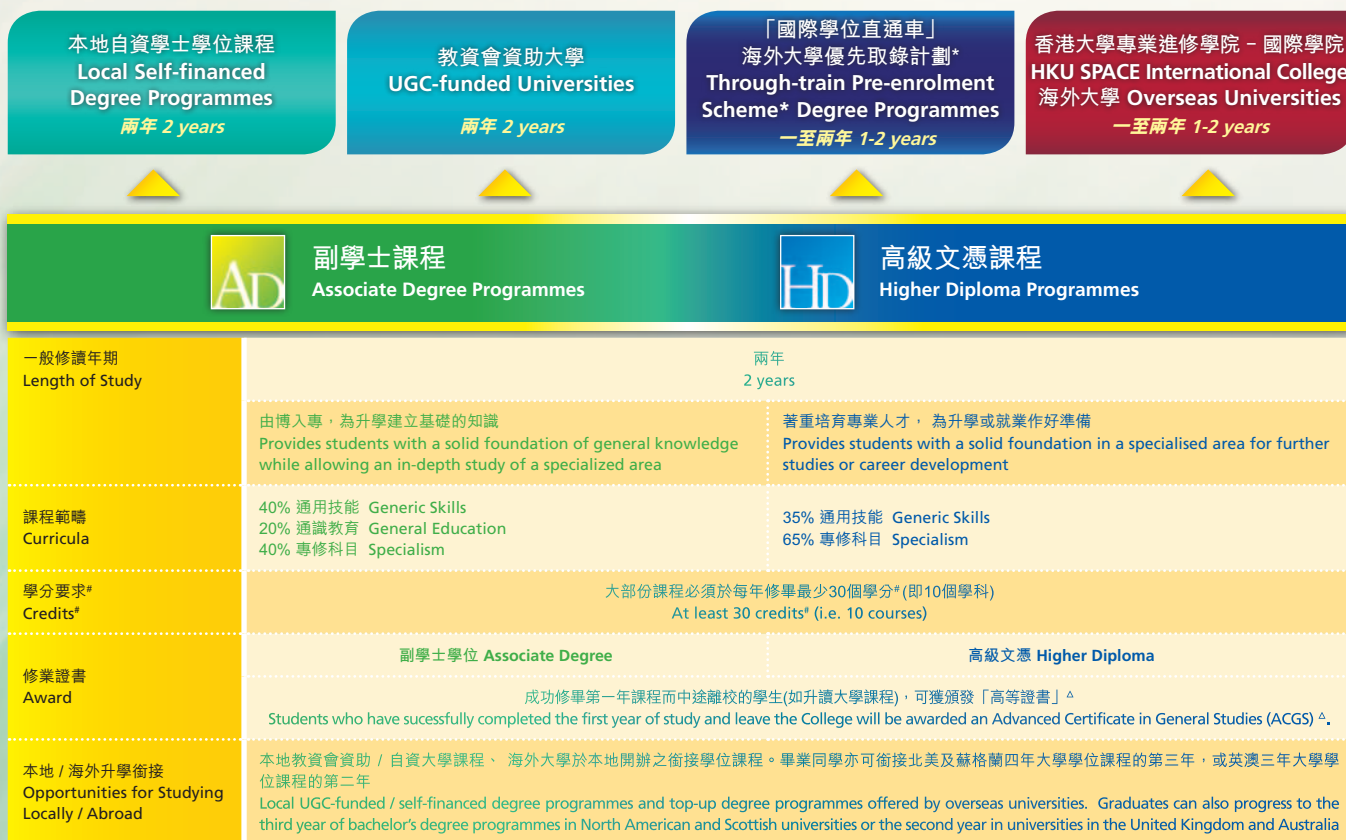 本地自資學士學位課程
Local Self-financed
Degree Programmes
兩年 2 years
教資會資助大學
UGC-funded Universities
兩年 2 years
「國際學位直通車」
海外大學優先取錄計劃*
Through-train Pre-enrolment
Scheme* Degree Programmes
一至兩年 1-2 years
香港大學專業進修學院－國際學院
HKU SPACE International College
海外大學 Overseas Universities
一至兩年 1-2 years
AD
副學士課程
Associate Degree Programmes
HD
高級文憑課程
Higher Diploma Programmes
一般修讀年期
Length of Study
兩年
2 years
由博入專，為升學建立基礎的知識
Provides students with a solid foundation of general knowledge
while allowing an in-depth study of a specialized area
著重培育專業人才， 為升學或就業作好準備
Provides students with a solid foundation in a specialised area for further
studies or career development
課程範疇
Curricula
40% 通用技能 Generic Skills
20% 通識教育 General Education
40% 專修科目 Specialism
35% 通用技能 Generic Skills
65% 專修科目 Specialism
學分要求#
Credits#
大部份課程必須於每年修畢最少30個學分# (即10個學科)
At least 30 credits# (i.e. 10 courses)
修業證書
Award
副學士學位 Associate Degree
高級文憑 Higher Diploma
成功修畢第一年課程而中途離校的學生(如升讀大學課程)，可獲頒發「高等證書」△
Students who have sucessfully completed the first year of study and leave the College will be awarded an Advanced Certificate in General Studies (ACGS) △.
本地 / 海外升學銜接
Opportunities for Studying
Locally / Abroad
本地教資會資助 / 自資大學課程、 海外大學於本地開辦之銜接學位課程。畢業同學亦可銜接北美及蘇格蘭四年大學學位課程的第三年，或英澳三年大學學
位課程的第二年
Local UGC-funded / self-financed degree programmes and top-up degree programmes offered by overseas universities. Graduates can also progress to the
third year of bachelor's degree programmes in North American and Scottish universities or the second year in universities in the United Kingdom and Australia